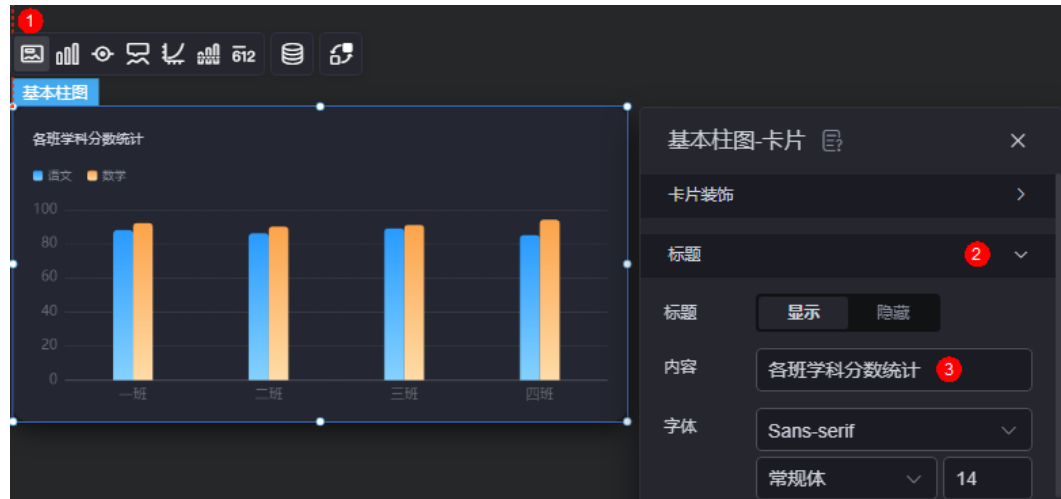 1
612
基本柱图
各班学科分数统计
语文 数学
100
80
60
40
20
0
一班 二班 三班 四班
基本柱图-卡片
卡片装饰
标题 2
标题 显示 隐藏
内容 各班学科分数统计 3
字体 Sans-serif
常规体 14